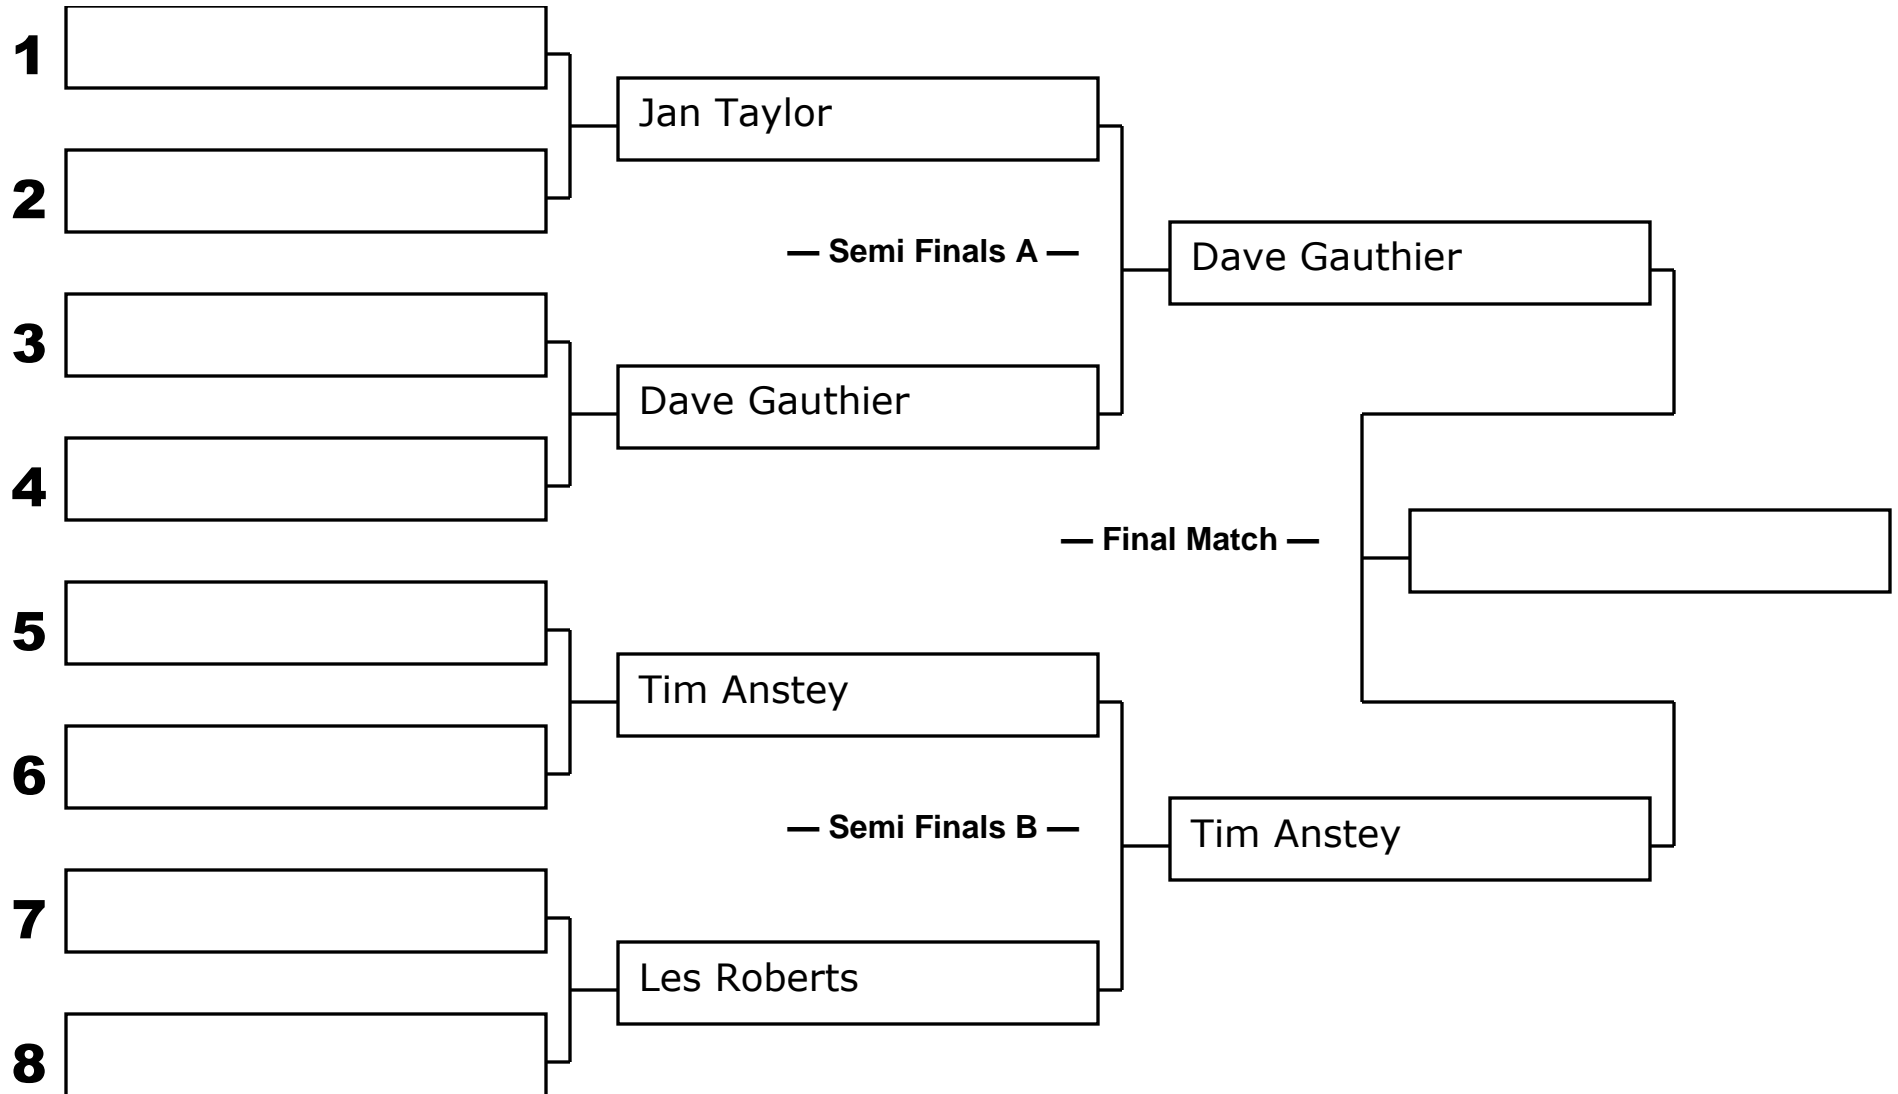 1
Jan Taylor
2
— Semi Finals A —
Dave Gauthier
3
Dave Gauthier
4
— Final Match —
5
Tim Anstey
6
— Semi Finals B —
Tim Anstey
7
Les Roberts
8